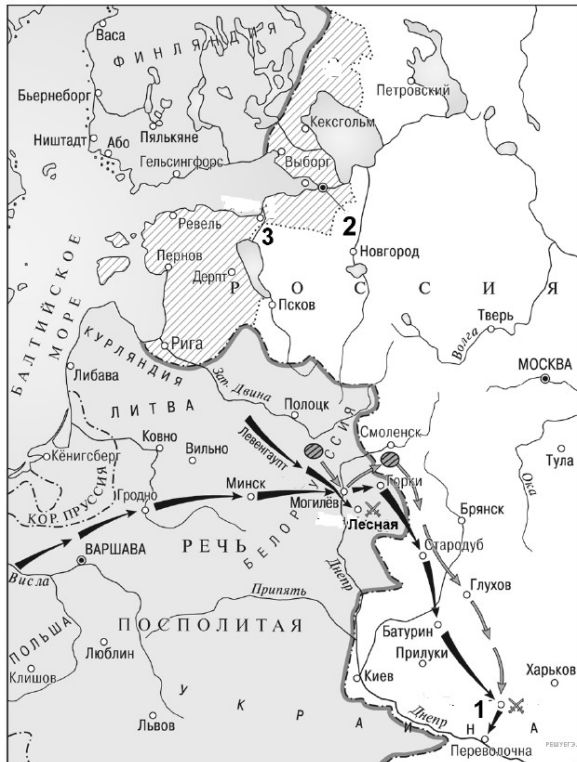 Васа
ФИНЛЯНДИЯ
Бьернеборг
Петровский
Кексгольм
Ништадт
Або
Пялькяне
Гельсингфорс
Выборг
2
Ревель
3
Новгород
Пернов
Дерпт
РОССИЯ
Псков
БАЛТИЙСКОЕ
МОРЕ
Рига
Тверь
Волга
КУРЛЯНДИЯ
МОСКВА
Либава
Зап. Двина
Полоцк
ЛИТВА
Смоленск
Тула
Ковно
Вильно
Левенгаупт
БЕЛОРУССИЯ
Кёнигсберг
Ока
КОР. ПРУССИЯ
Гродно
Минск
Могилёв
Горки
Лесная
Брянск
ВАРШАВА
РЕЧЬ
Стародуб
Висла
Днепр
Припять
Глухов
ПОСПОЛИТАЯ
Батурин
ПОЛЬША
Люблин
Прилуки
Клишов
Киев
Харьков
УКРАИНА
1
Львов
Днепр
Переволочна
РЕШУЕГЭ